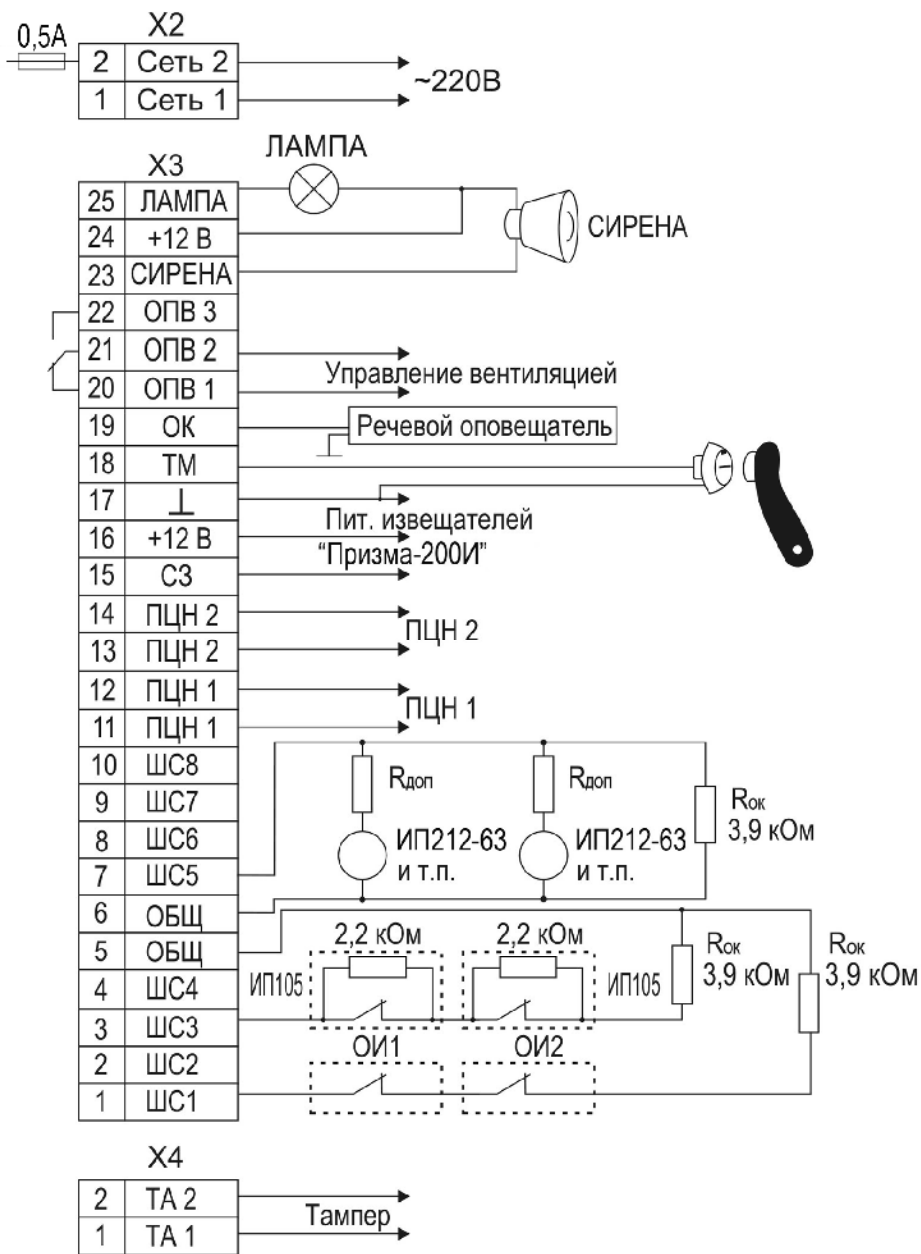 X2
0,5А
2 Сеть 2
~220В
1 Сеть 1
ЛАМПА
X3
25 ЛАМПА
24 +12 В
СИРЕНА
23 СИРЕНА
22 ОПВ 3
21 ОПВ 2
Управление вентиляцией
20 ОПВ 1
19 ОК
Речевой оповещатель
18 ТМ
17 ⊥
Пит. извещателей
16 +12 В
“Призма-200И”
15 СЗ
14 ПЦН 2
ПЦН 2
13 ПЦН 2
12 ПЦН 1
ПЦН 1
11 ПЦН 1
10 ШС8
Rдоп
Rдоп
9 ШС7
Rок
3,9 кОм
8 ШС6
ИП212-63
и т.п.
ИП212-63
и т.п.
7 ШС5
6 ОБЩ
5 ОБЩ
2,2 кОм
2,2 кОм
Rок
3,9 кОм
Rок
3,9 кОм
4 ШС4
ИП105
ИП105
3 ШС3
ОИ1
ОИ2
2 ШС2
1 ШС1
X4
2 ТА 2
Тампер
1 ТА 1